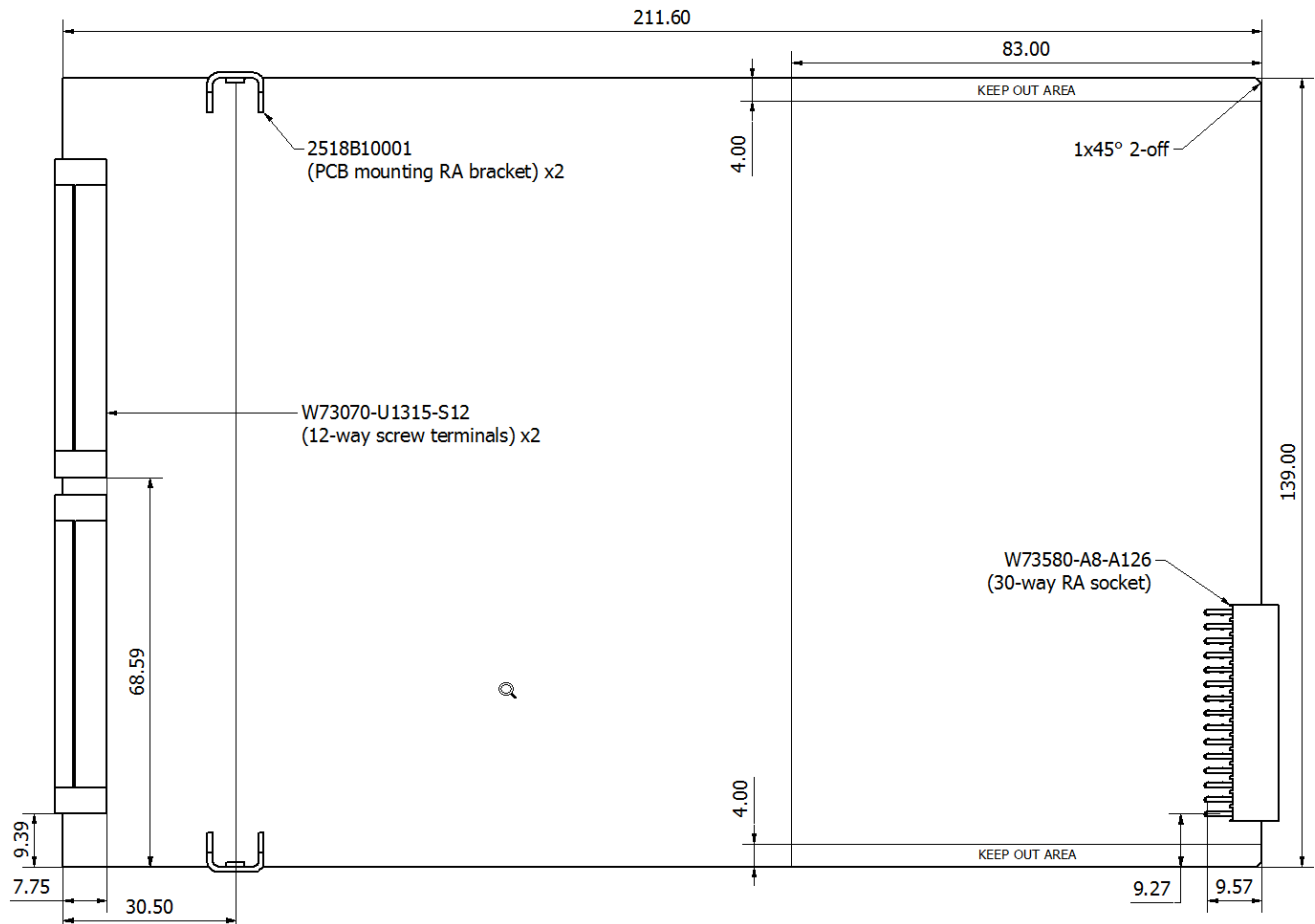 211.60
83.00
KEEP OUT AREA
2518B10001
(PCB mounting RA bracket) x2
4.00
1x45° 2-off
W73070-U1315-S12
(12-way screw terminals) x2
139.00
W73580-A8-A126
(30-way RA socket)
68.59
4.00
9.39
KEEP OUT AREA
7.75
30.50
9.27
9.57